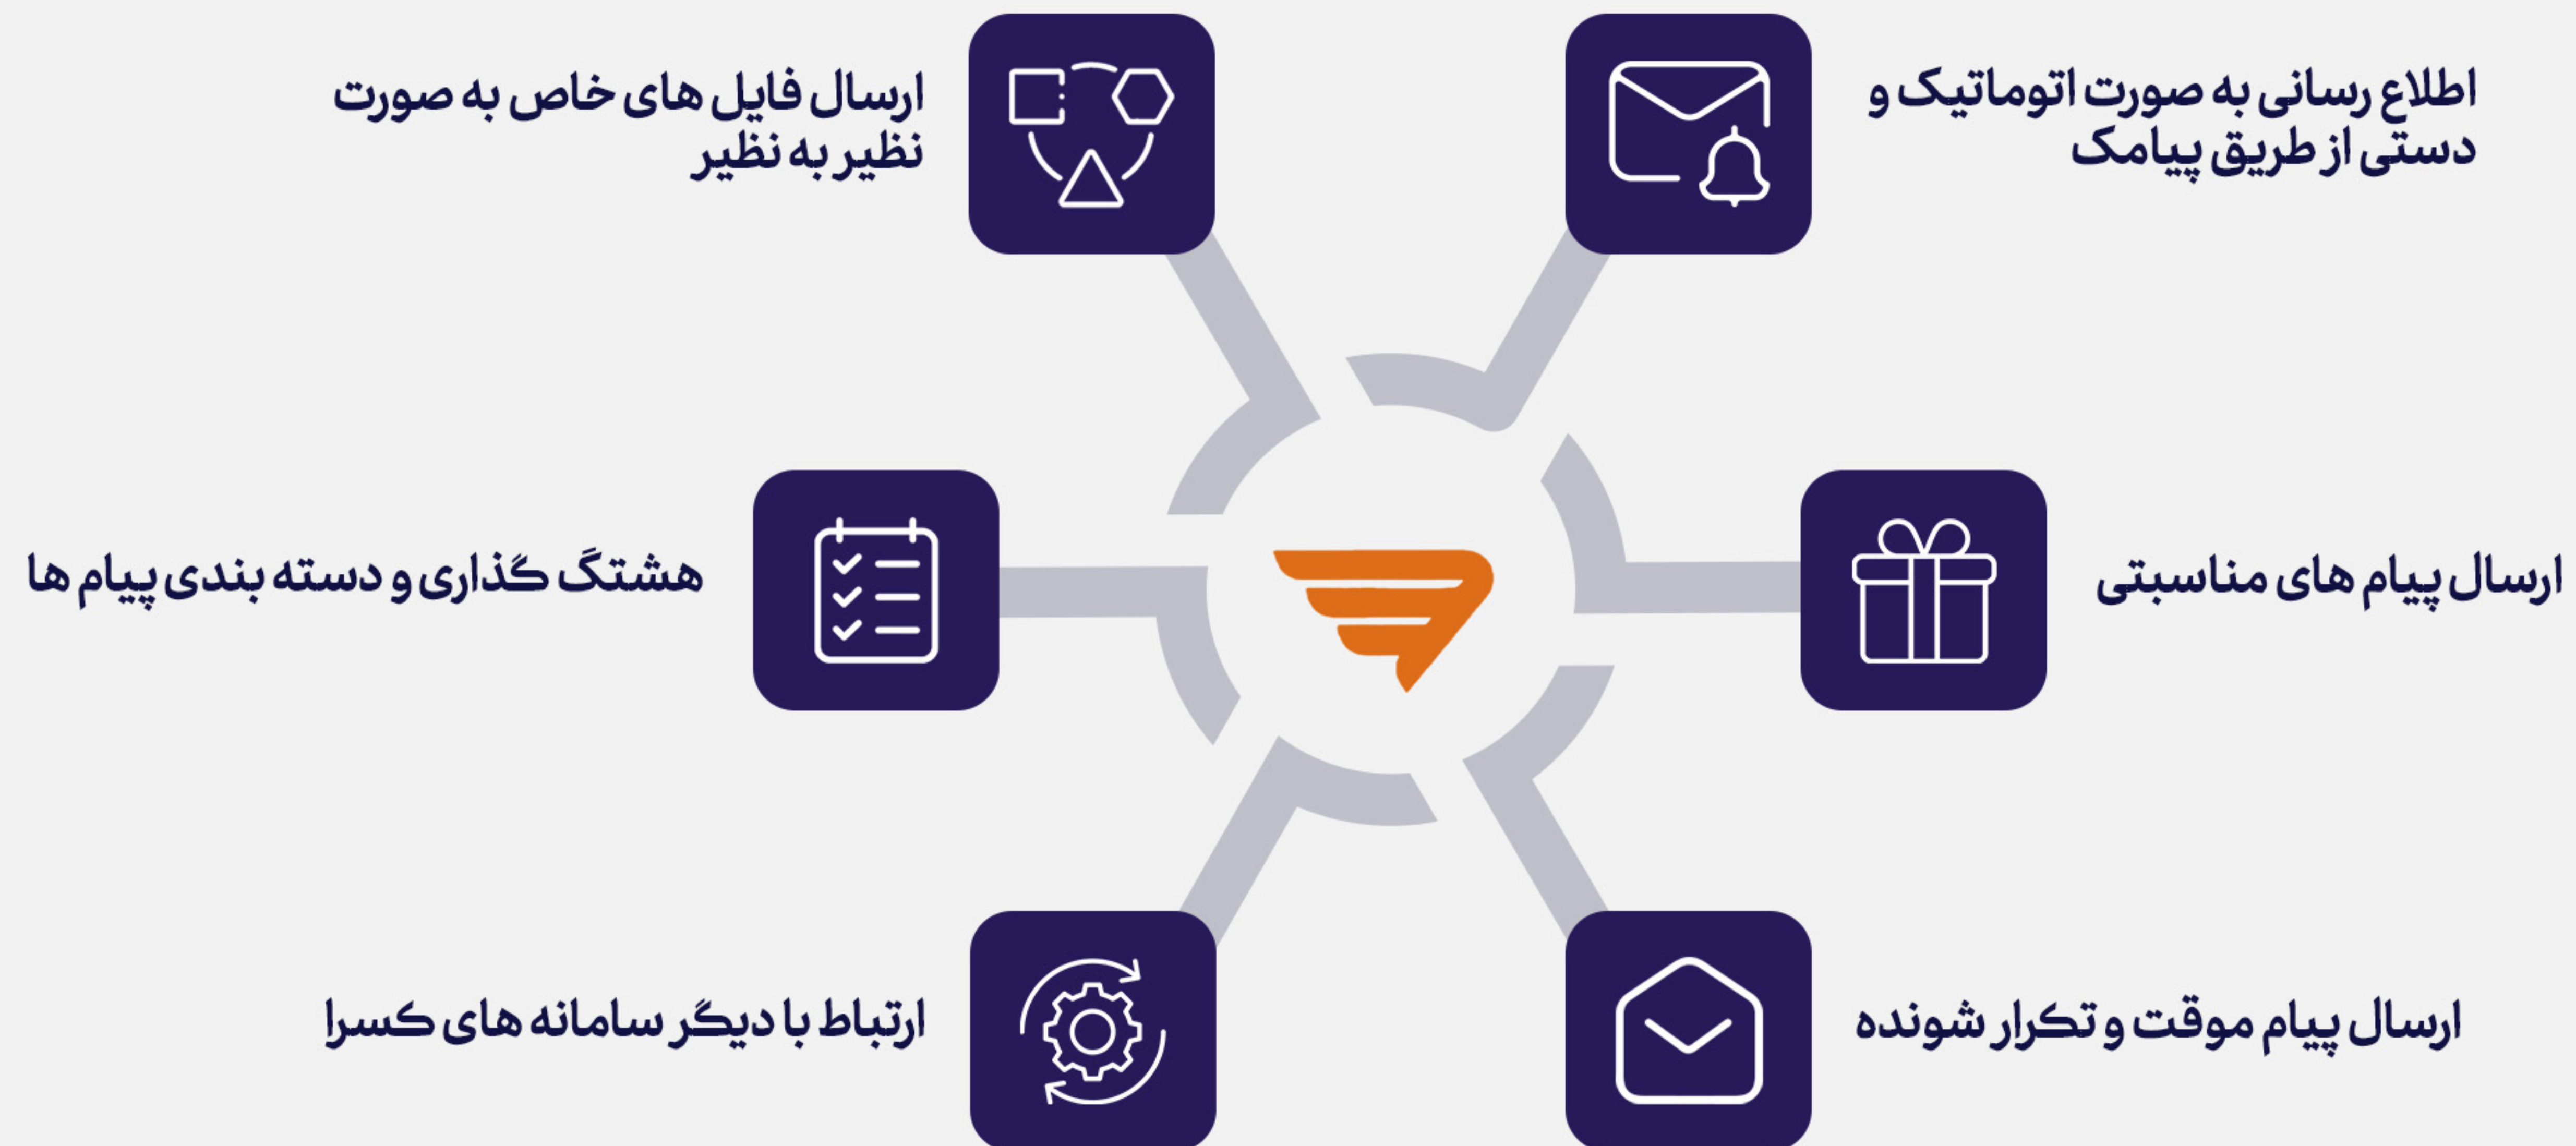 اطلاع رسانی به صورت اتوماتیک و
دستی از طریق پیامک
ارسال فایل های خاص به صورت
نظیر به نظیر
ارسال پیام های مناسبتی
هشتگ گذاری و دسته بندی پیام ها
ارسال پیام موقت و تکرار شونده
ارتباط با دیگر سامانه های کسرا